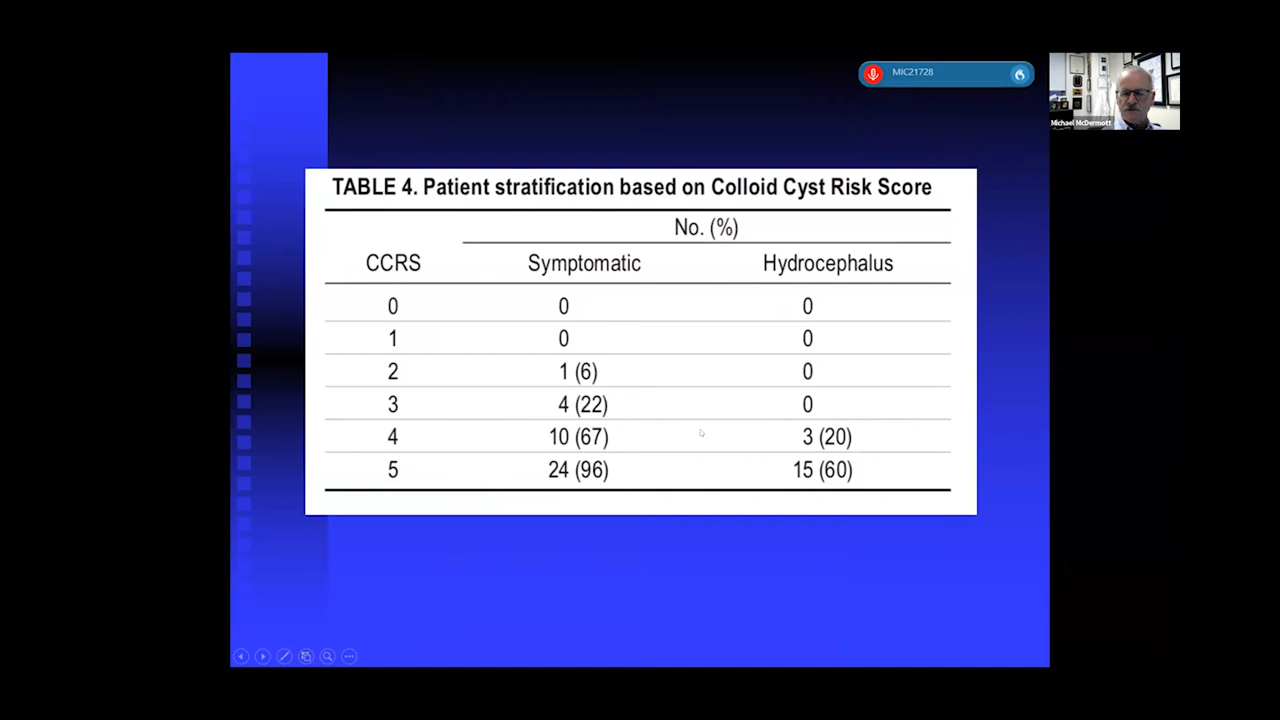 MIC21728
Michael McDermott
TABLE 4. Patient stratification based on Colloid Cyst Risk Score
No. (%)
CCRS Symptomatic Hydrocephalus
0 0 0
1 0 0
2 1 (6) 0
3 4 (22) 0
4 10 (67) 3 (20)
5 24 (96) 15 (60)